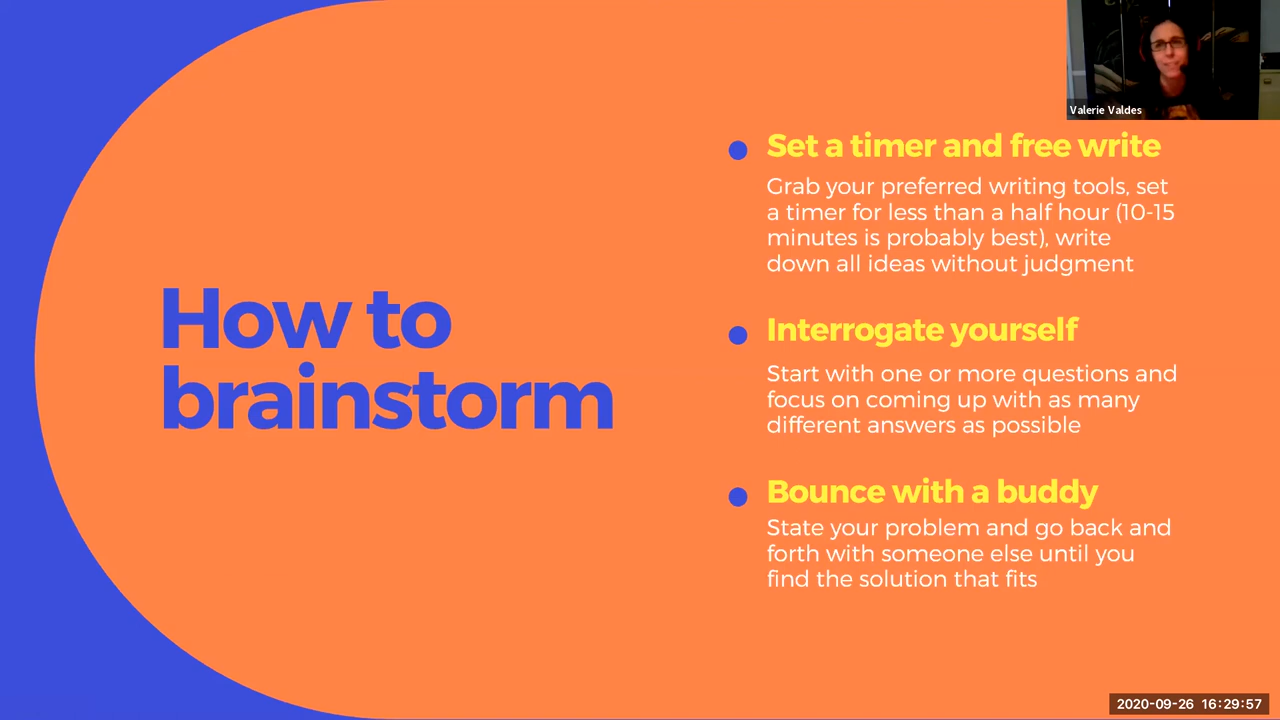 Valerie Valdes
How to
brainstorm
Set a timer and free write
Grab your preferred writing tools, set
a timer for less than a half hour (10-15
minutes is probably best), write
down all ideas without judgment
Interrogate yourself
Start with one or more questions and
focus on coming up with as many
different answers as possible
Bounce with a buddy
State your problem and go back and
forth with someone else until you
find the solution that fits
2020-09-26 16:29:57